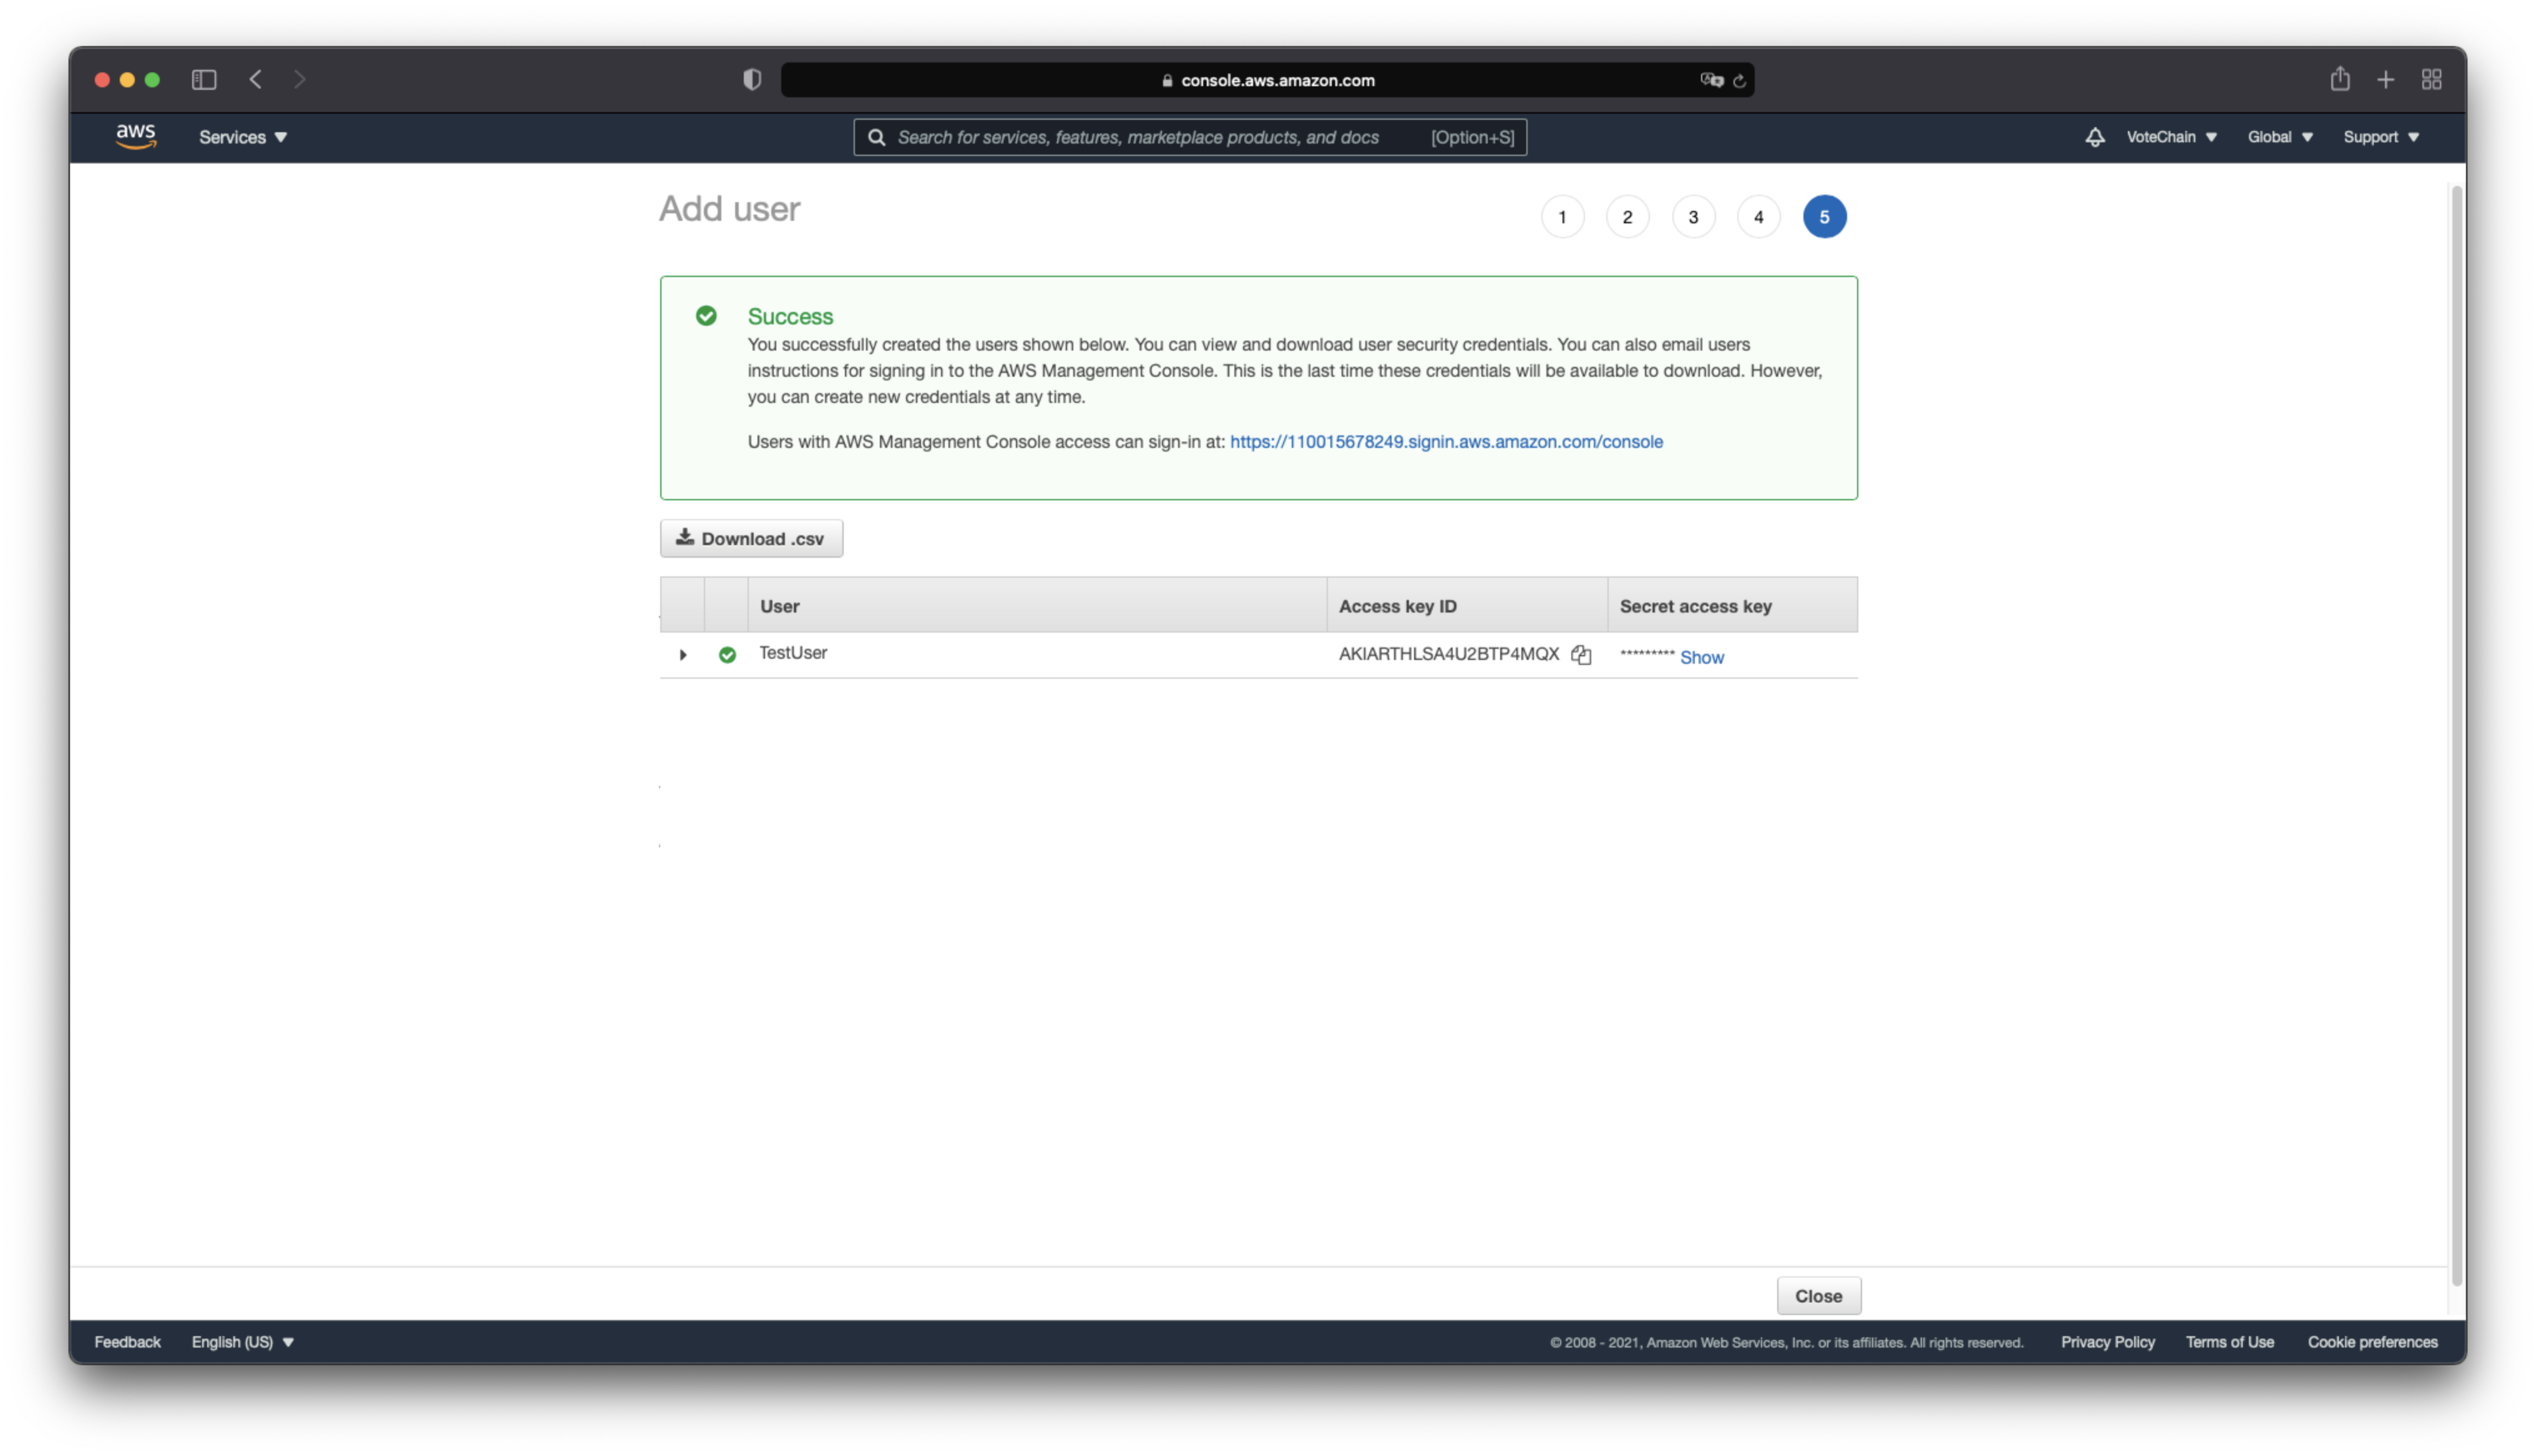 console.aws.amazon.com
aws Services Search for services, features, marketplace products, and docs [Option+S] VoteChain Global Support
Add user 1 2 3 4 5
Success
You successfully created the users shown below. You can view and download user security credentials. You can also email users
instructions for signing in to the AWS Management Console. This is the last time these credentials will be available to download. However,
you can create new credentials at any time.
Users with AWS Management Console access can sign-in at: https://110015678249.signin.aws.amazon.com/console
Download .csv
User Access key ID Secret access key
TestUser AKIARTHLSA4U2BTP4MQX ********* Show
Close
Feedback English (US) © 2008 - 2021, Amazon Web Services, Inc. or its affiliates. All rights reserved. Privacy Policy Terms of Use Cookie preferences